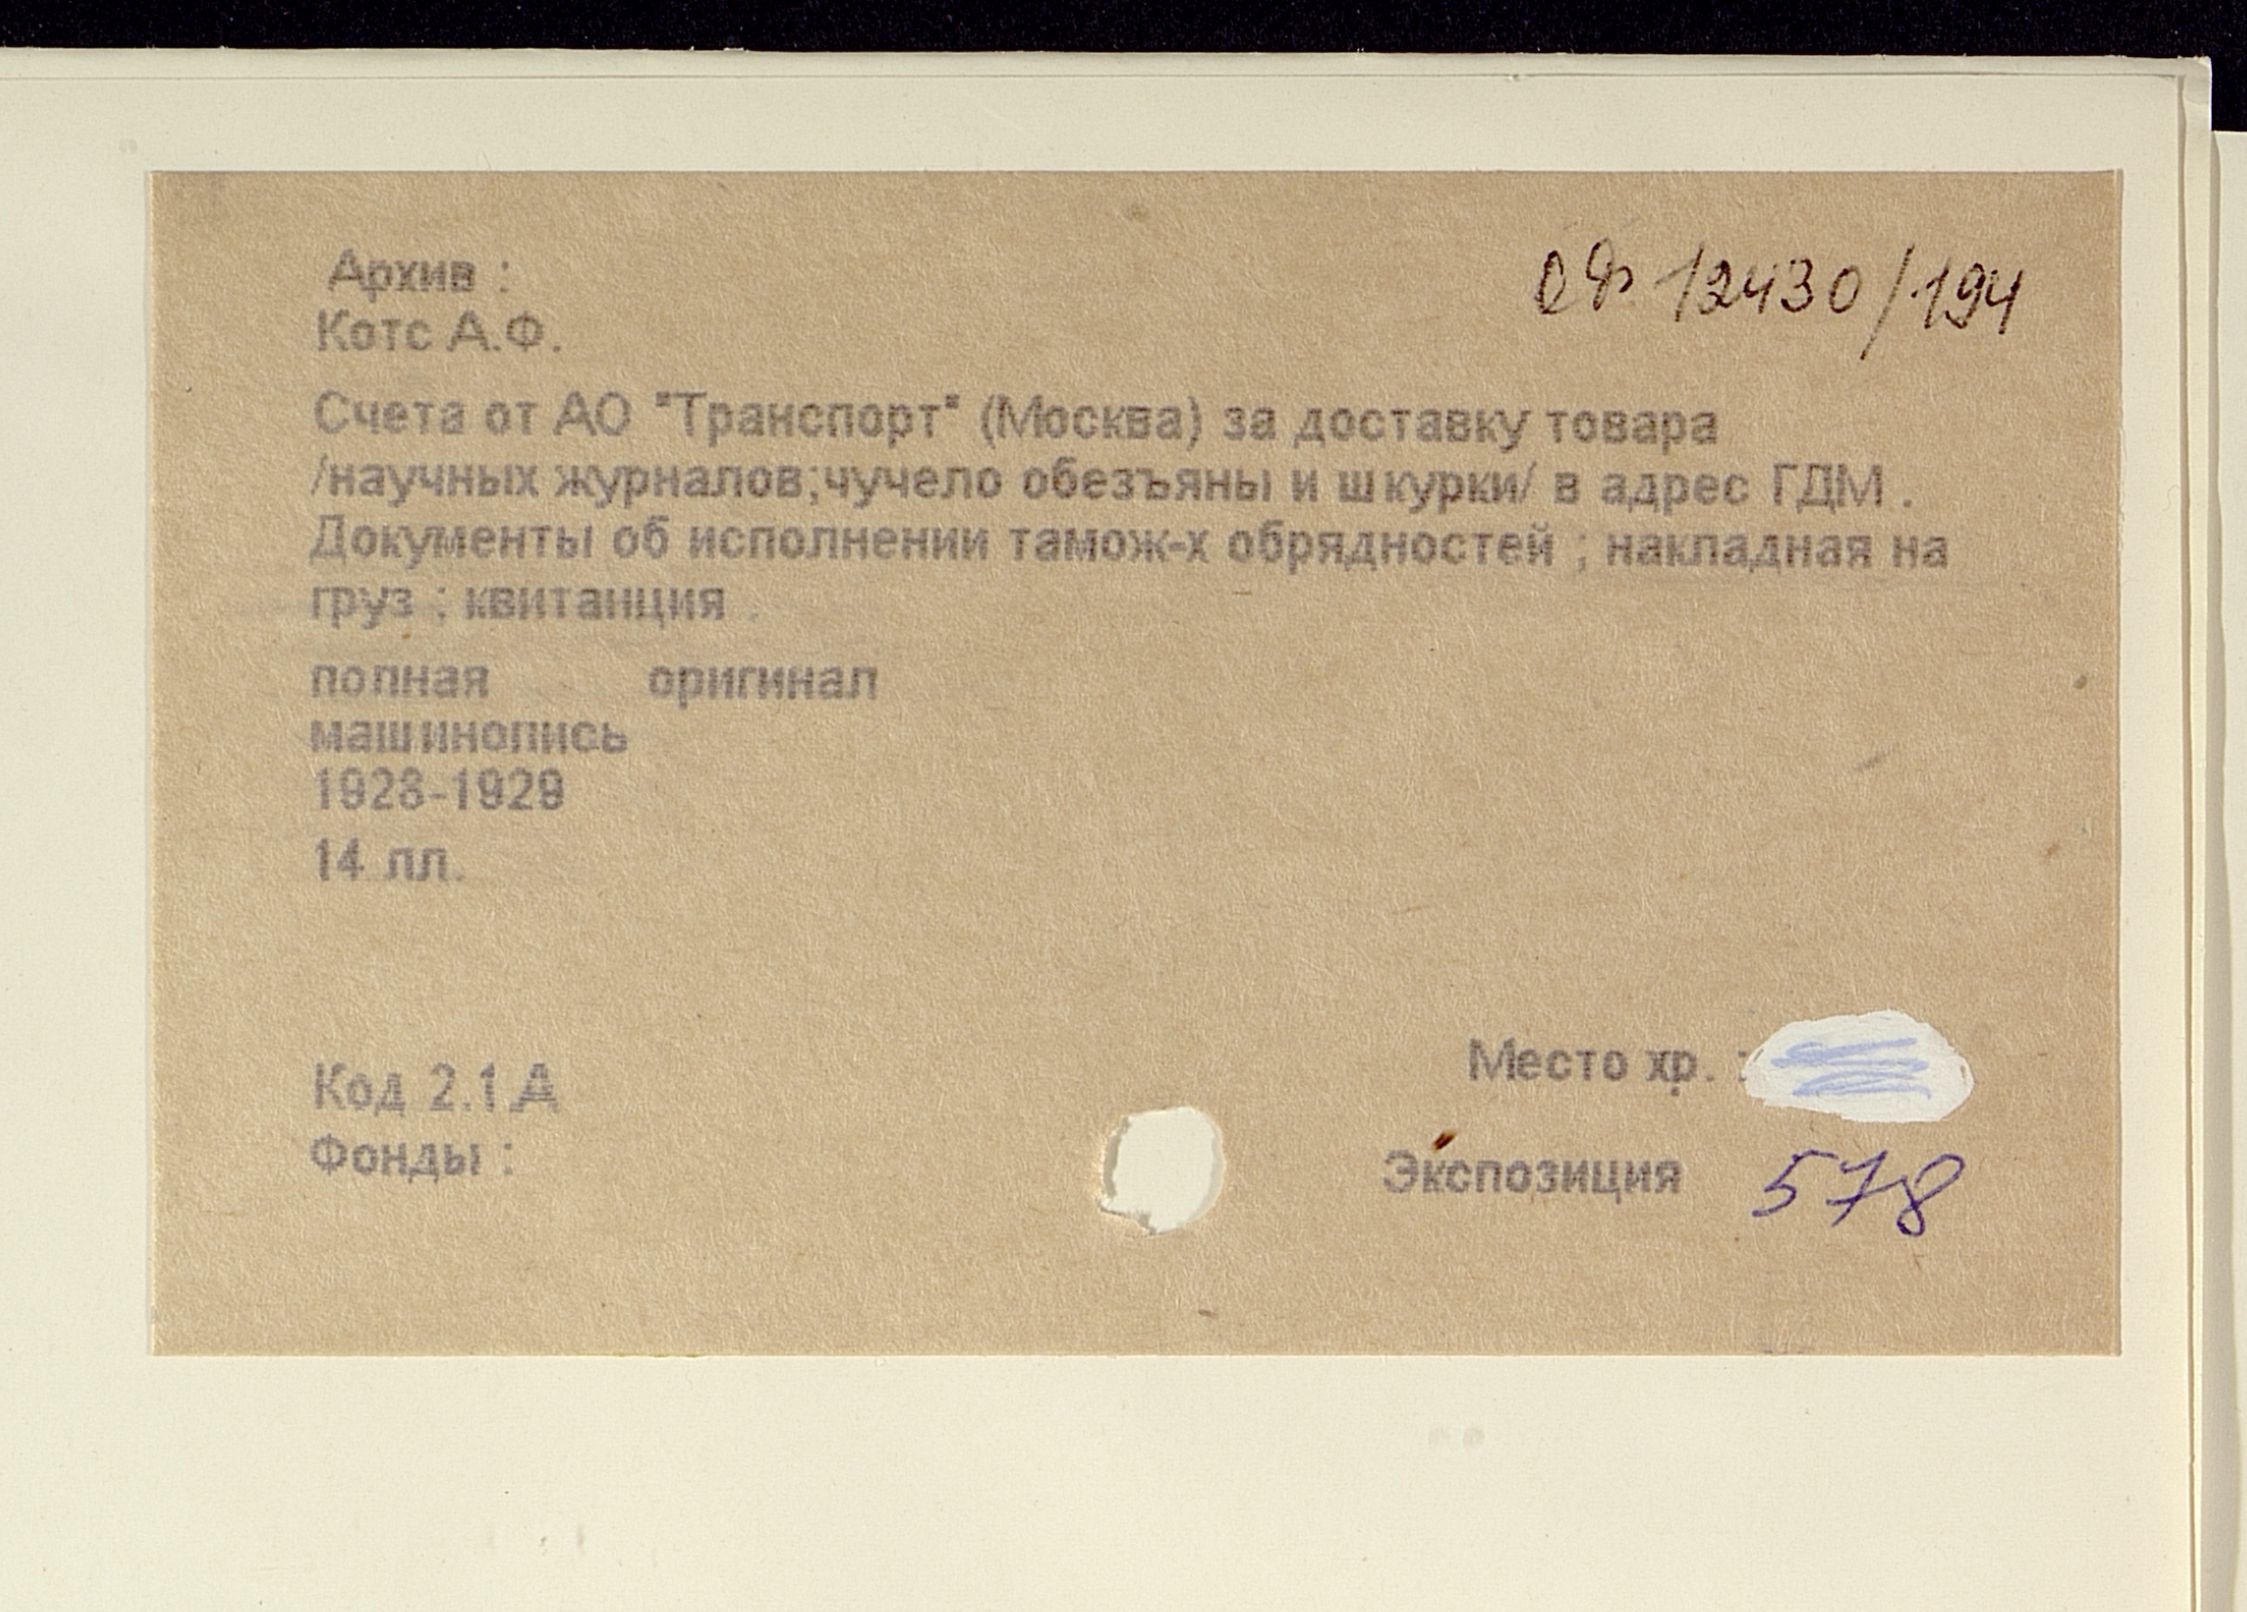 Архив :
ОФ 12430/194
Котс А.Ф.
Счета от АО "Транспорт" (Москва) за доставку товара
/научных журналов;чучело обезъяны и шкурки/ в адрес ГДМ .
Документы об исполнении тамож-х обрядностей ; накладная на
груз ; квитанция .
полная оригинал
машинопись
1928-1929
14 лл.
Место хр. :
Код 2.1.А
Фонды :
Экспозиция 578